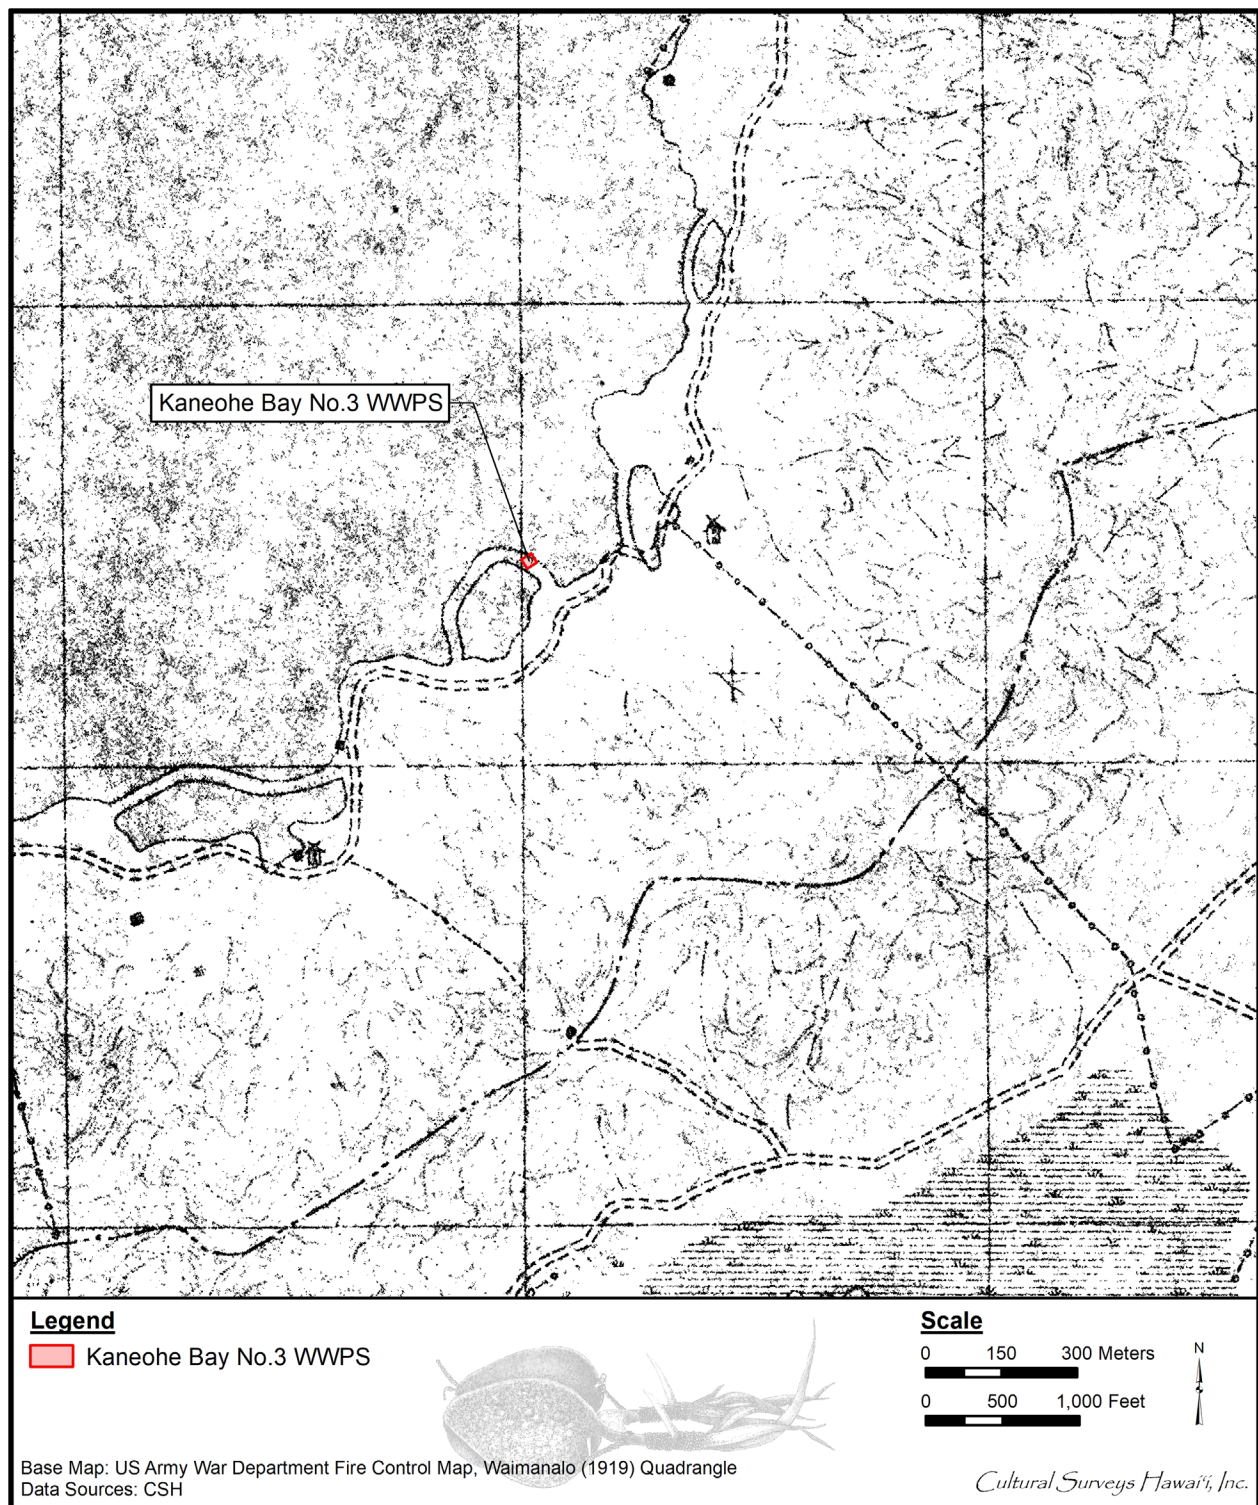 Kaneohe Bay No.3 WWPS
Legend
Kaneohe Bay No.3 WWPS
Scale
0 150 300 Meters
0 500 1,000 Feet
N
Base Map: US Army War Department Fire Control Map, Waimanalo (1919) Quadrangle
Data Sources: CSH
Cultural Surveys Hawaiʻi, Inc.